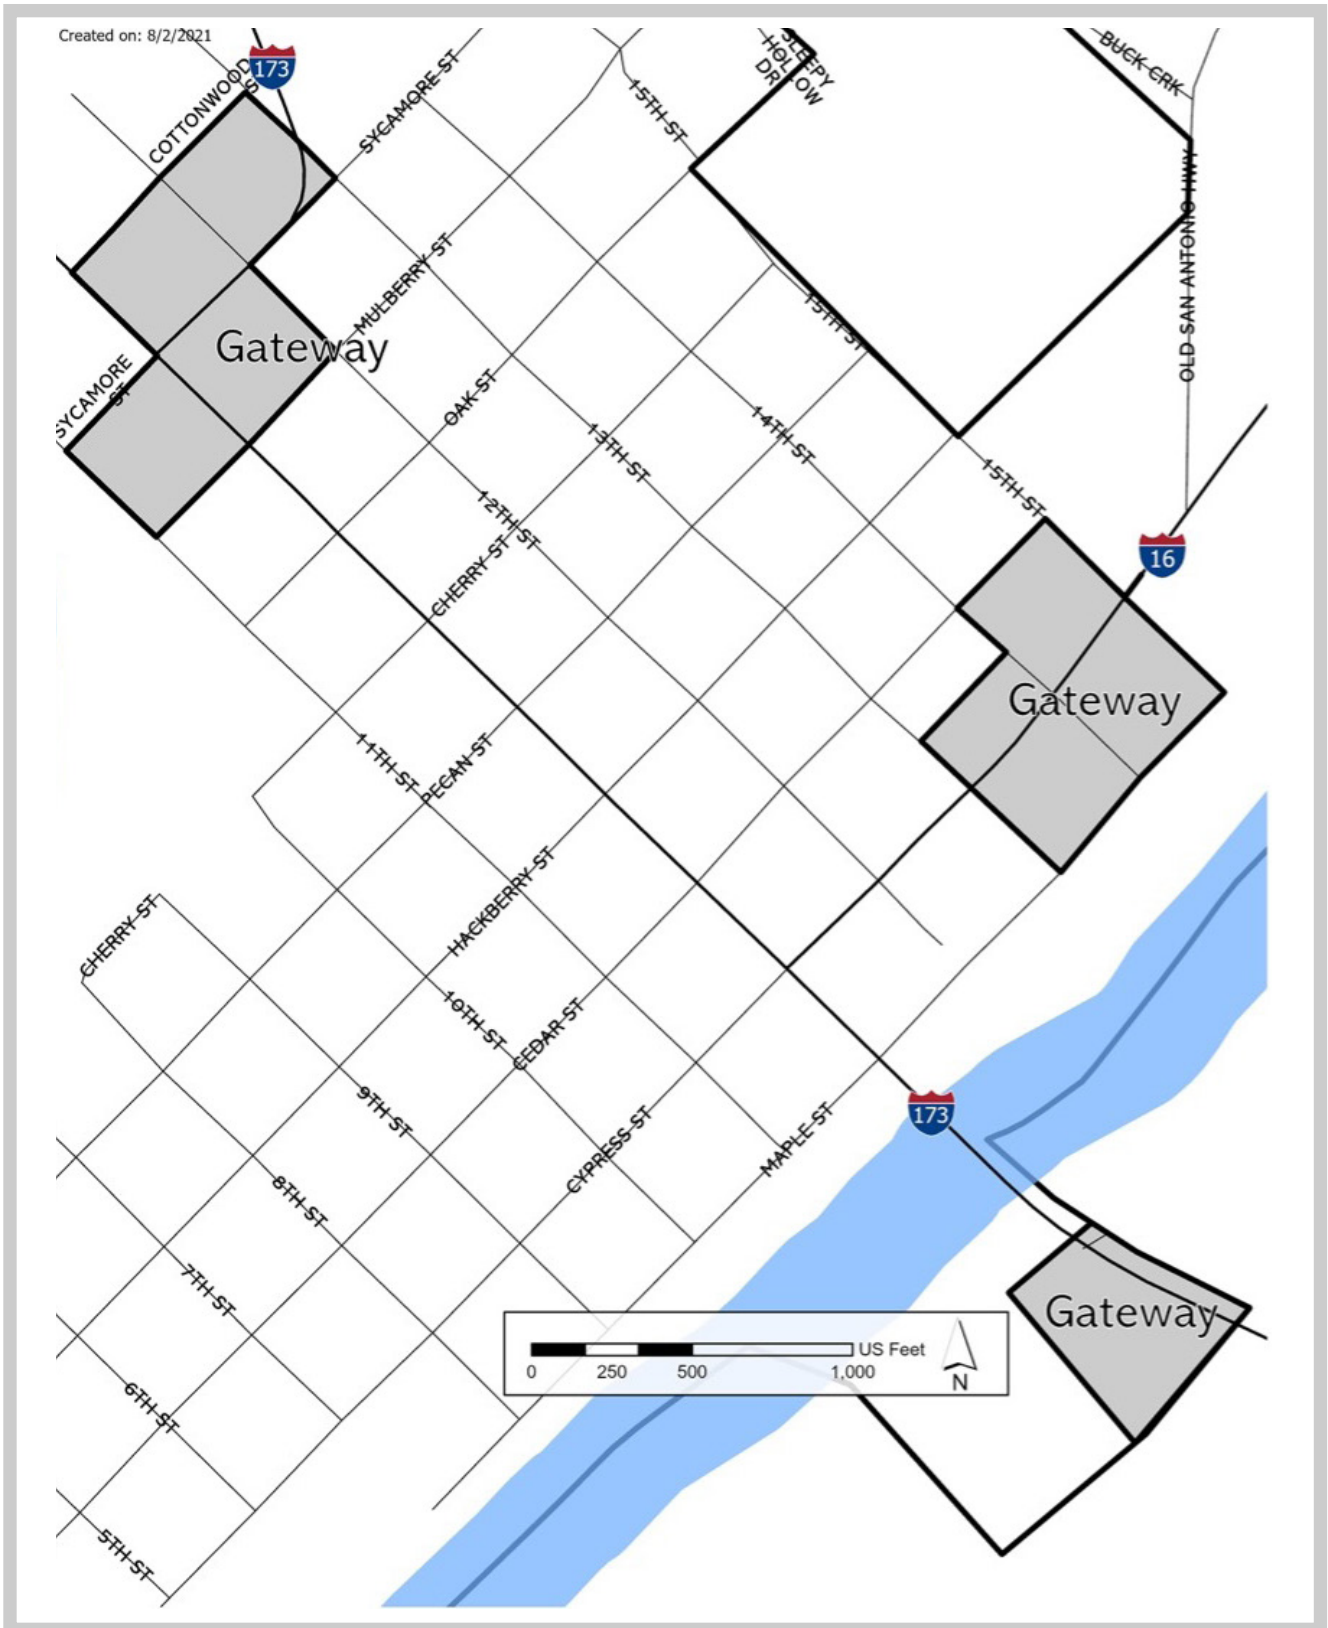 Created on: 8/2/2021
173
COTTONWOOD
ST
SYCAMORE ST
15TH ST
SLEEPY
HOLLOW
DR
BUCK CRK
OLD SAN ANTONIO HWY
MULBERRY ST
15TH ST
Gateway
SYCAMORE
ST
OAK ST
13TH ST
14TH ST
15TH ST
12TH ST
CHERRY ST
16
Gateway
11TH ST
PECAN ST
HACKBERRY ST
CHERRY ST
10TH ST
CEDAR ST
9TH ST
CYPRESS ST
MAPLE ST
173
8TH ST
7TH ST
Gateway
US Feet
0 250 500 1,000
N
6TH ST
5TH ST